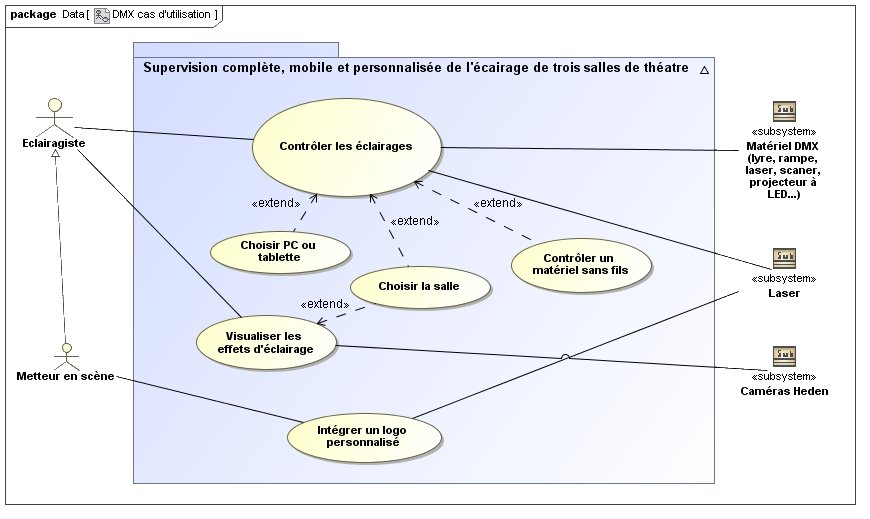 package Data [ DMX cas d'utilisation ]
Supervision complète, mobile et personnalisée de l'écairage de trois salles de théatre
Eclairagiste
Contrôler les éclairages
«subsystem»
Matériel DMX
(lyre, rampe,
laser, scaner,
projecteur à
LED...)
«extend»
«extend»
«extend»
Choisir PC ou
tablette
Contrôler un
matériel sans fils
Choisir la salle
«subsystem»
Laser
«extend»
Visualiser les
effets d'éclairage
Metteur en scène
«subsystem»
Caméras Heden
Intégrer un logo
personnalisé